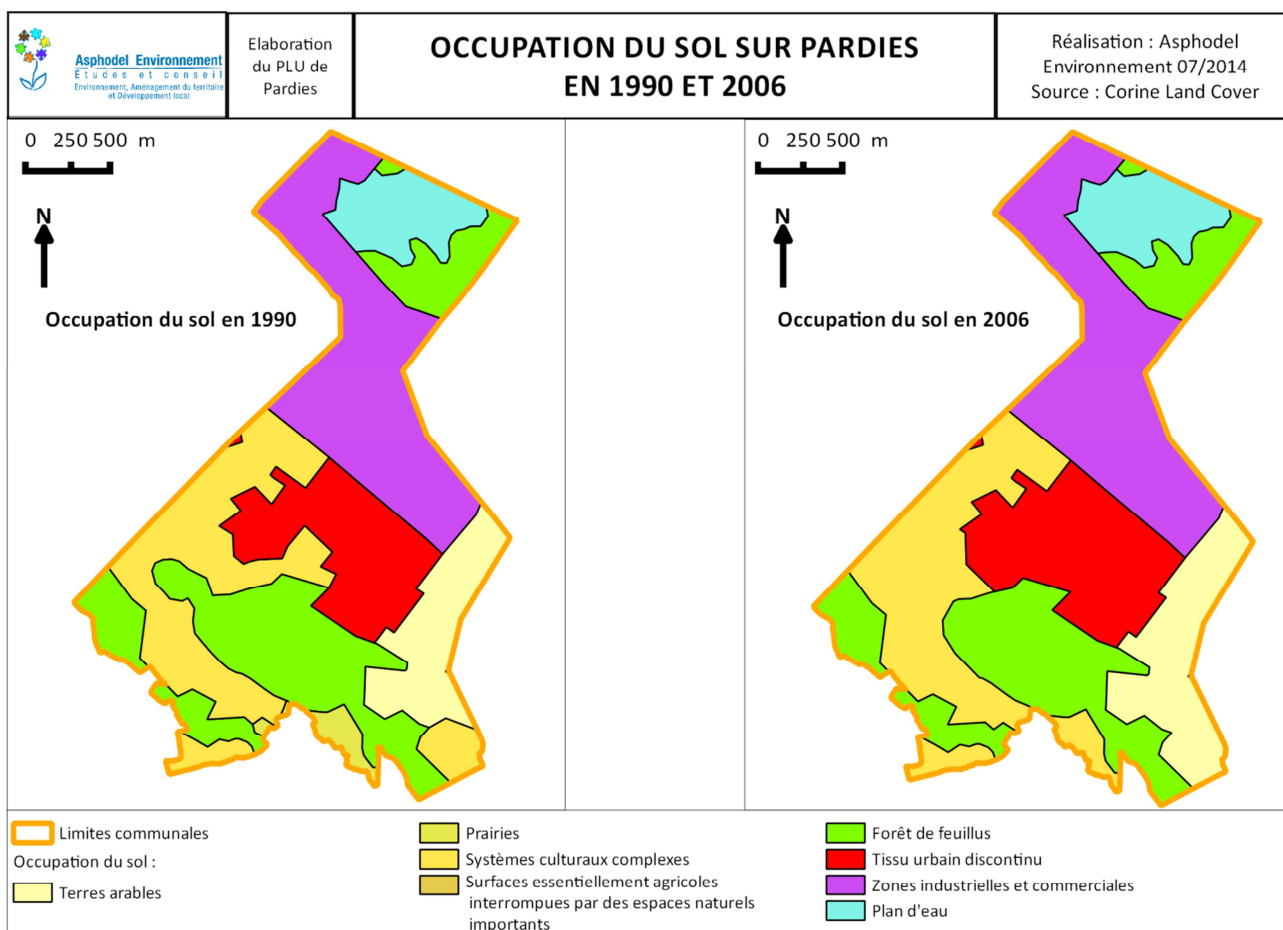 Asphodel Environnement
Études et conseil
Environnement, Aménagement du territoire
et Développement local
Elaboration
du PLU de
Pardies
OCCUPATION DU SOL SUR PARDIES
EN 1990 ET 2006
Réalisation : Asphodel
Environnement 07/2014
Source : Corine Land Cover
0 250 500 m
N
Occupation du sol en 1990
0 250 500 m
N
Occupation du sol en 2006
Limites communales
Occupation du sol :
Terres arables
Prairies
Systèmes culturaux complexes
Surfaces essentiellement agricoles
interrompues par des espaces naturels
importants
Forêt de feuillus
Tissu urbain discontinu
Zones industrielles et commerciales
Plan d'eau